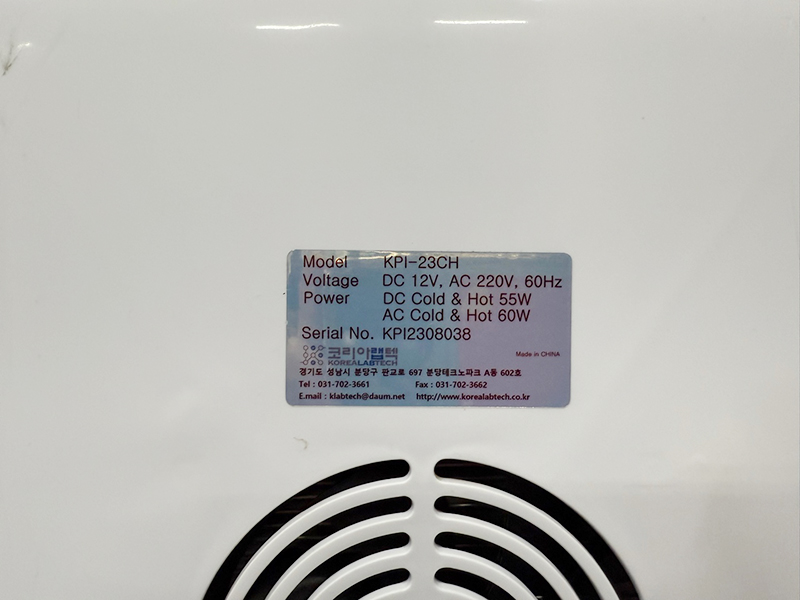 Model KPI-23CH
Voltage DC 12V, AC 220V, 60Hz
Power DC Cold & Hot 55W
AC Cold & Hot 60W
Serial No. KPI2308038
코리아랩텍
KOREALABTECH
Made in CHINA
경기도 성남시 분당구 판교로 697 분당테크노파크 A동 602호
Tel : 031-702-3661 Fax : 031-702-3662
E.mail : klabtech@daum.net http://www.korealabtech.co.kr